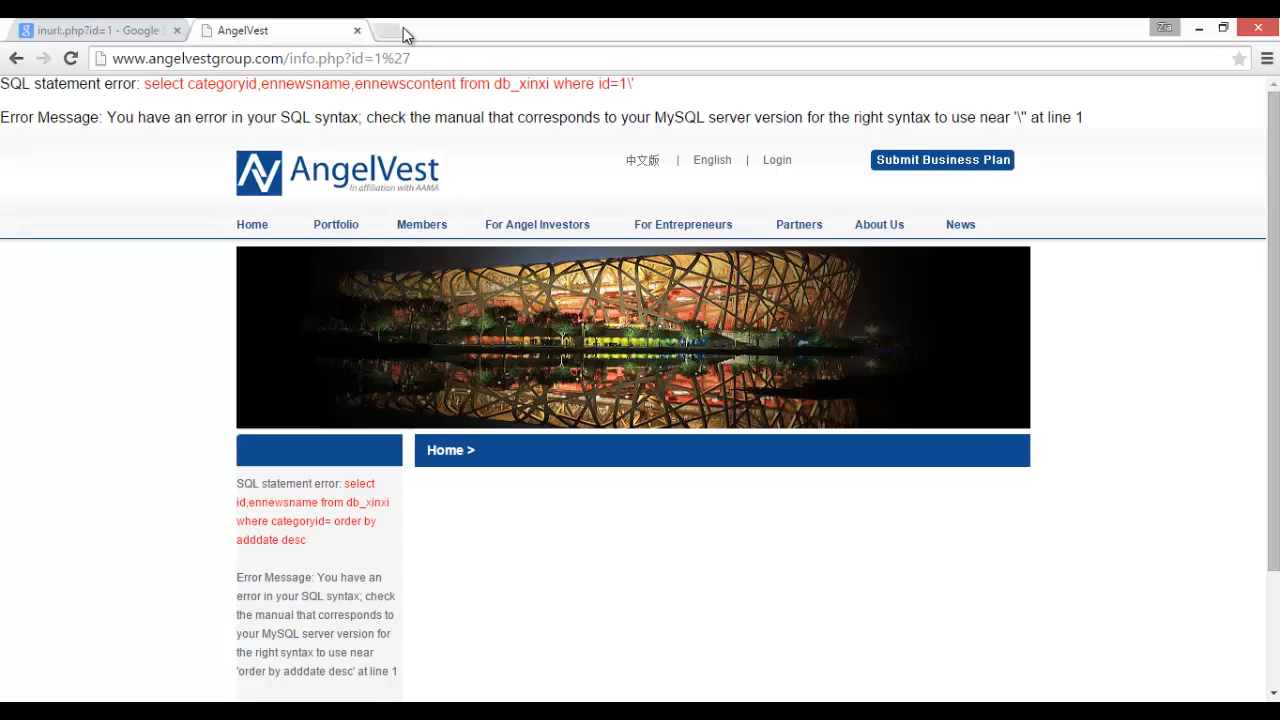 inurl:.php?id=1 - Google
AngelVest
Zia
www.angelvestgroup.com/info.php?id=1%27
SQL statement error: select categoryid,ennewsname,ennewscontent from db_xinxi where id=1\'
Error Message: You have an error in your SQL syntax; check the manual that corresponds to your MySQL server version for the right syntax to use near '\'' at line 1
AngelVest
In affiliation with AAMA
中文版 | English | Login
Submit Business Plan
Home Portfolio Members For Angel Investors For Entrepreneurs Partners About Us News
Home >
SQL statement error: select
id,ennewsname from db_xinxi
where categoryid= order by
adddate desc
Error Message: You have an
error in your SQL syntax; check
the manual that corresponds to
your MySQL server version for
the right syntax to use near
'order by adddate desc' at line 1